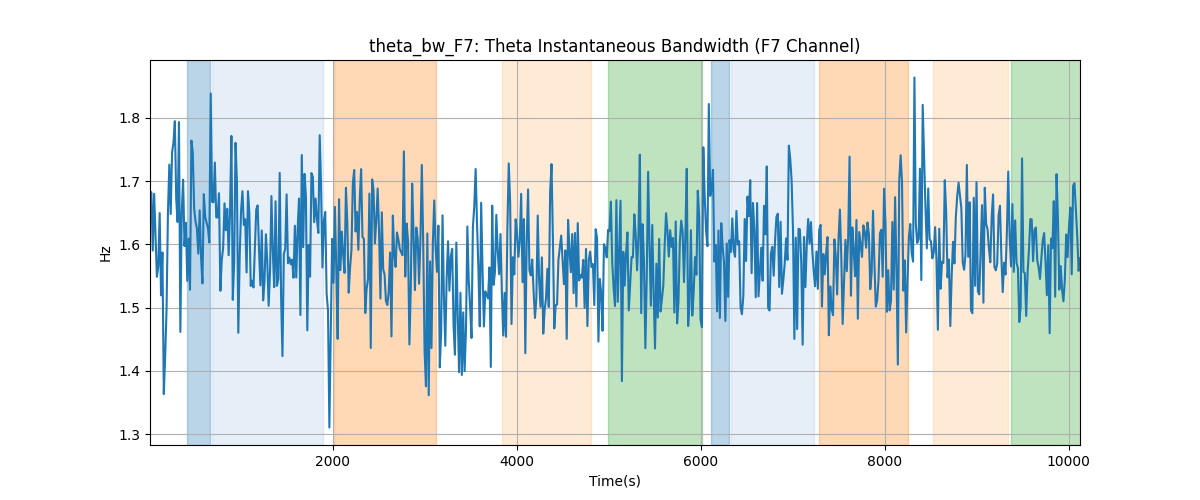 theta_bw_F7: Theta Instantaneous Bandwidth (F7 Channel)
1.8
1.7
1.6
1.5
1.4
1.3
Hz
2000 4000 6000 8000 10000
Time(s)